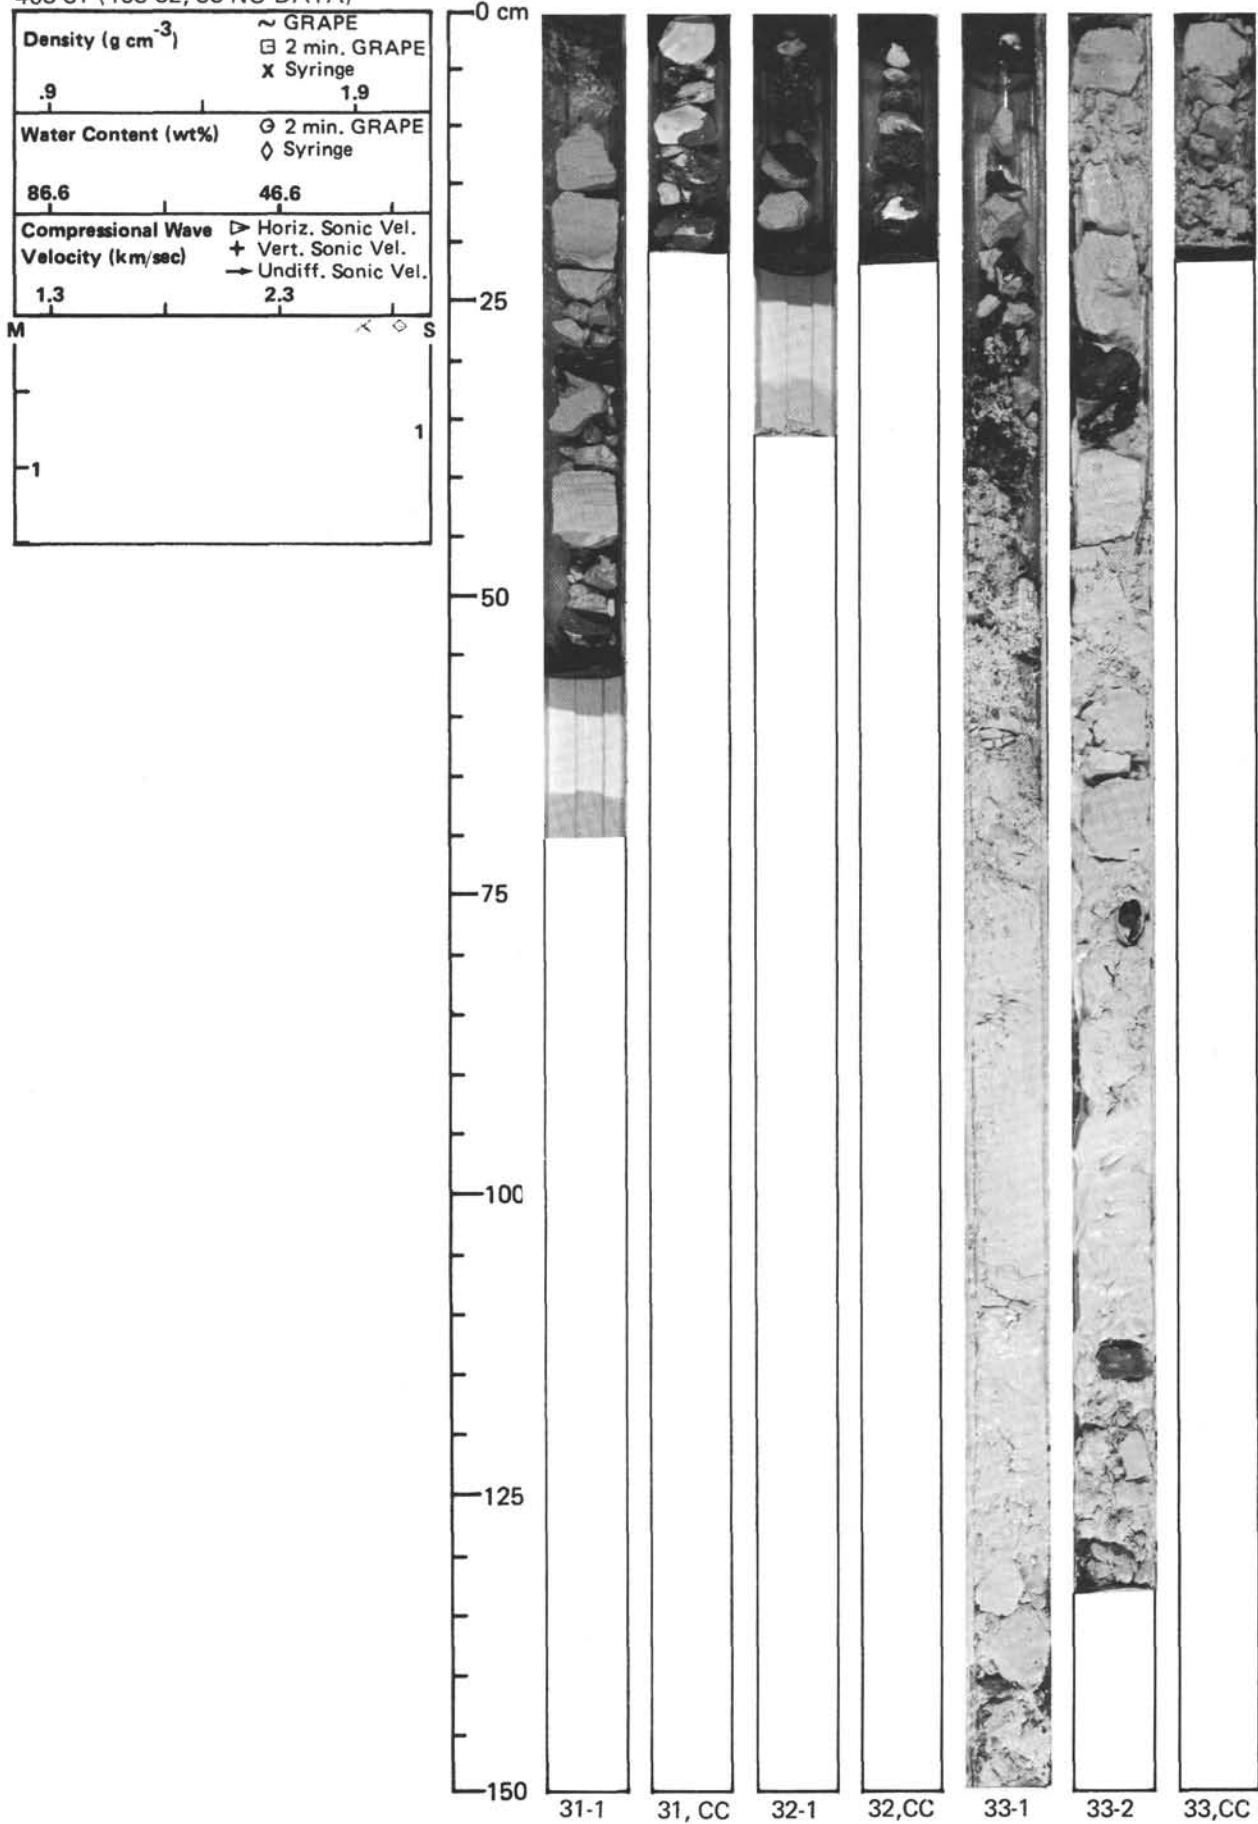 Density (g cm-3)
~ GRAPE
⊡ 2 min. GRAPE
X Syringe
.9 1.9
Water Content (wt%)
⊙ 2 min. GRAPE
◇ Syringe
86.6 46.6
Compressional Wave
Velocity (km/sec)
▷ Horiz. Sonic Vel.
+ Vert. Sonic Vel.
→ Undiff. Sonic Vel.
1.3 2.3
M S
1
1
0 cm
25
50
75
100
125
150
31-1 31, CC 32-1 32,CC 33-1 33-2 33,CC